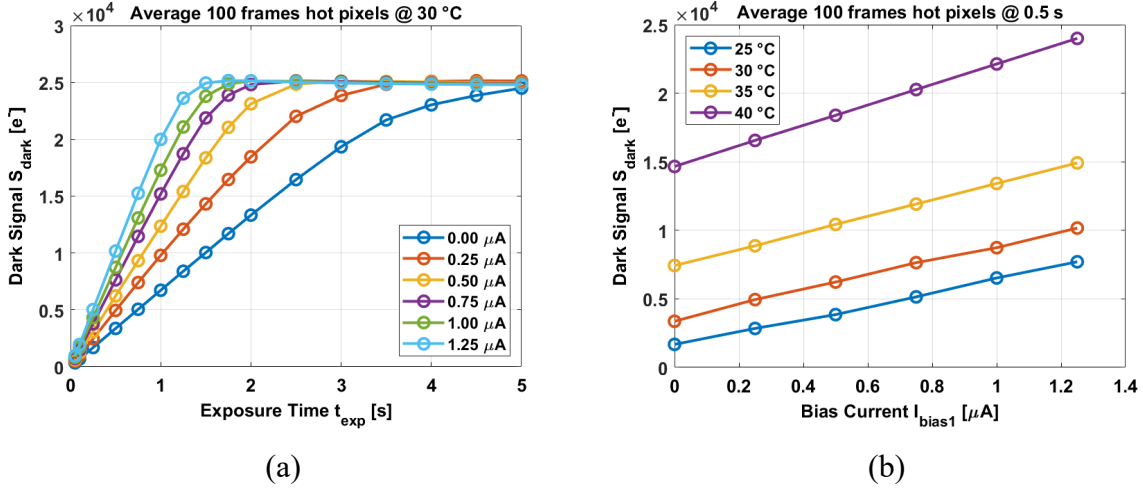 Average 100 frames hot pixels @ 30 °C
×10⁴
Dark Signal S_dark [e⁻]
3
2.5
2
1.5
1
0.5
0
0 1 2 3 4 5
Exposure Time t_exp [s]
0.00 μA
0.25 μA
0.50 μA
0.75 μA
1.00 μA
1.25 μA
(a)
Average 100 frames hot pixels @ 0.5 s
×10⁴
Dark Signal S_dark [e⁻]
2.5
2
1.5
1
0.5
0
0 0.2 0.4 0.6 0.8 1 1.2 1.4
Bias Current I_bias1 [μA]
25 °C
30 °C
35 °C
40 °C
(b)